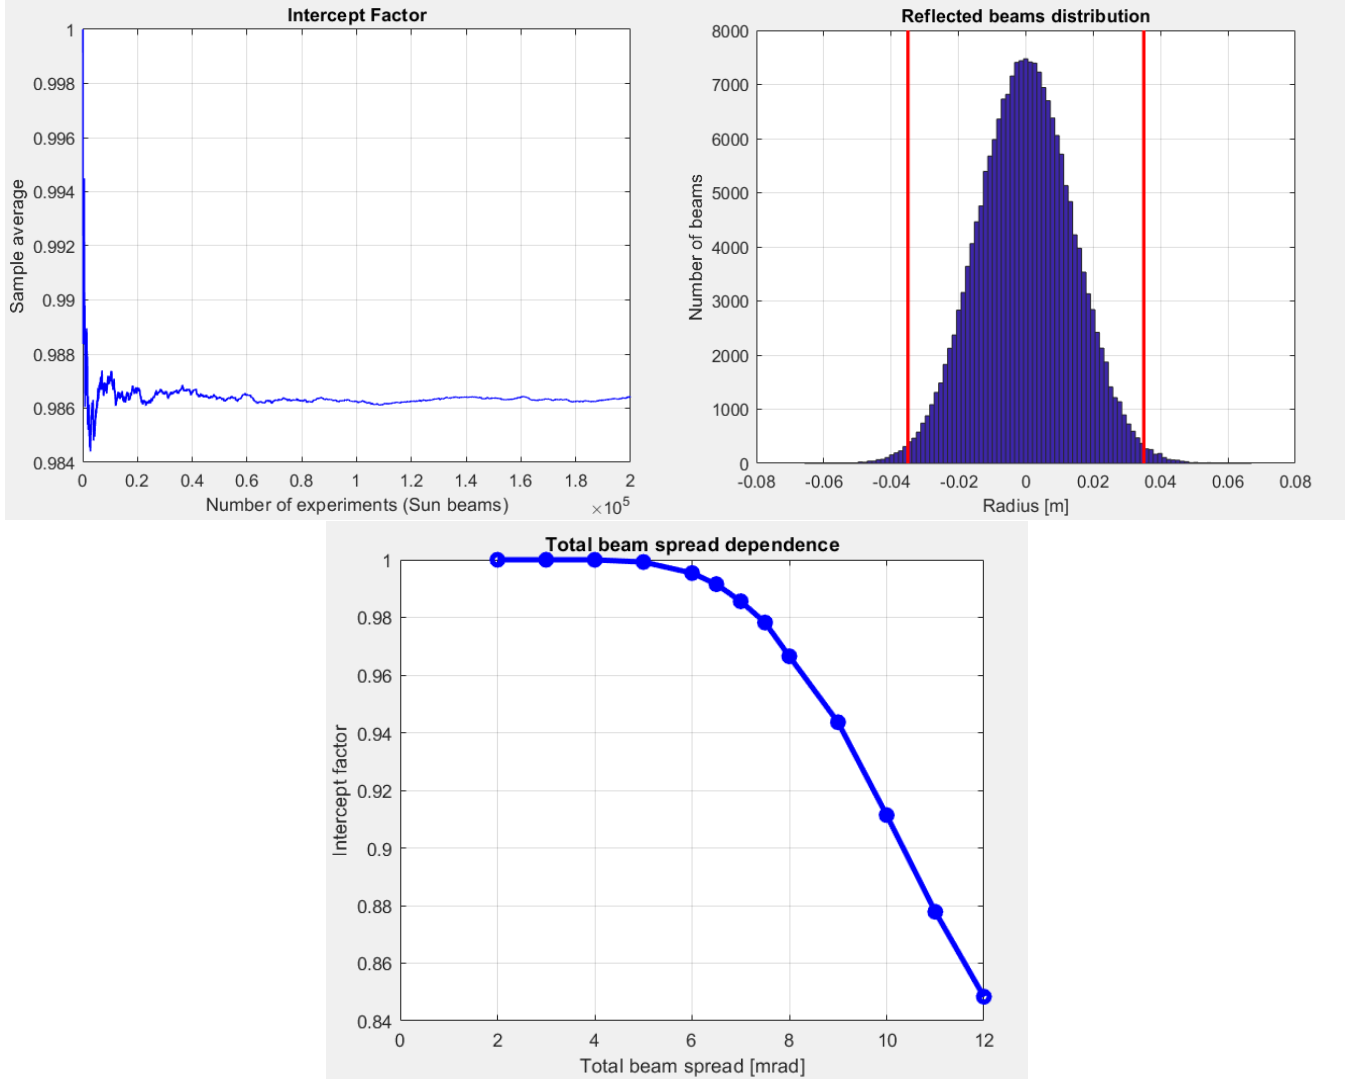 Intercept Factor
1
0.998
0.996
0.994
0.992
0.99
0.988
0.986
0.984
Sample average
0 0.2 0.4 0.6 0.8 1 1.2 1.4 1.6 1.8 2
Number of experiments (Sun beams)
×10^5
Reflected beams distribution
8000
7000
6000
5000
4000
3000
2000
1000
0
Number of beams
-0.08 -0.06 -0.04 -0.02 0 0.02 0.04 0.06 0.08
Radius [m]
Total beam spread dependence
1
0.98
0.96
0.94
0.92
0.9
0.88
0.86
0.84
Intercept factor
0 2 4 6 8 10 12
Total beam spread [mrad]